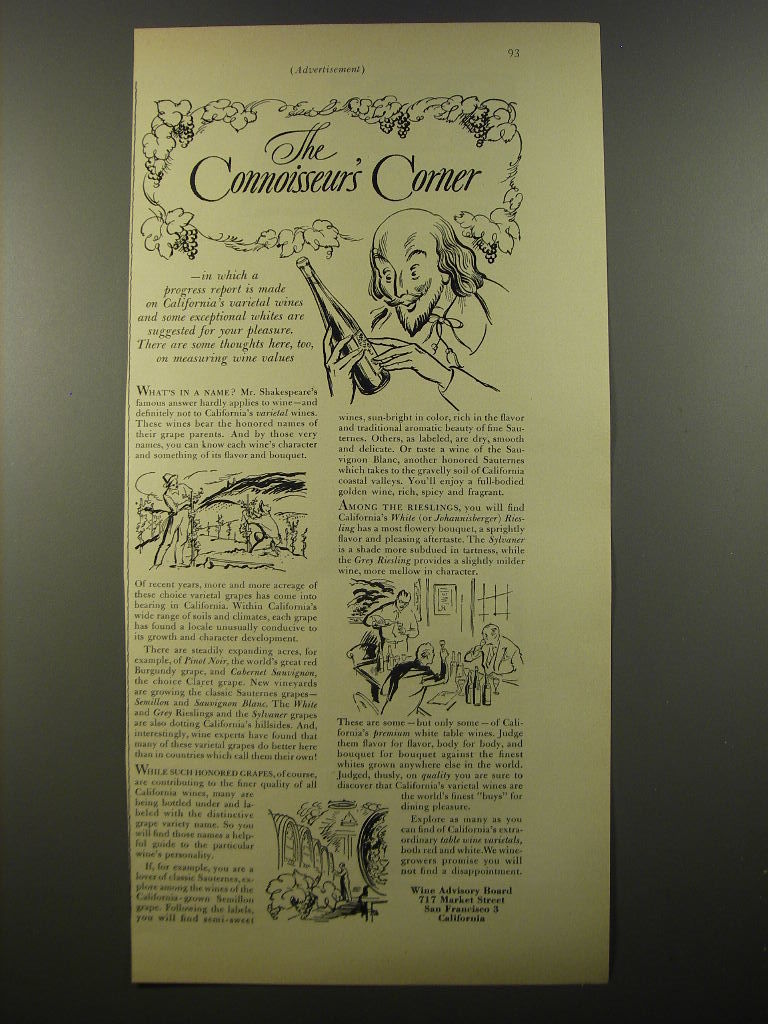 93
(Advertisement)
The
Connoisseur's Corner
—in which a
progress report is made
on California's varietal wines
and some exceptional whites are
suggested for your pleasure.
There are some thoughts here, too,
on measuring wine values
WHAT'S IN A NAME? Mr. Shakespeare's
famous answer hardly applies to wine—and
definitely not to California's varietal wines.
These wines bear the honored names of
their grape parents. And by those very
names, you can know each wine's character
and something of its flavor and bouquet.
Of recent years, more and more acreage of
these choice varietal grapes has come into
bearing in California. Within California's
wide range of soils and climates, each grape
has found a locale unusually conducive to
its growth and character development.
There are steadily expanding acres, for
example, of Pinot Noir, the world's great red
Burgundy grape, and Cabernet Sauvignon,
the choice Claret grape. New vineyards
are growing the classic Sauternes grapes—
Semillon and Sauvignon Blanc. The White
and Grey Rieslings and the Sylvaner grapes
are also dotting California's hillsides. And,
interestingly, wine experts have found that
many of these varietal grapes do better here
than in countries which call them their own!
WHILE SUCH HONORED GRAPES, of course,
are contributing to the finer quality of all
California wines, many are
being bottled under and la-
beled with the distinctive
grape variety name. So you
will find those names a help-
ful guide to the particular
wine's personality.
If, for example, you are a
lover of classic Sauternes, ex-
plore among the wines of the
California-grown Semillon
grape. Following the labels,
you will find semi-sweet
wines, sun-bright in color, rich in the flavor
and traditional aromatic beauty of fine Sau-
ternes. Others, as labeled, are dry, smooth
and delicate. Or taste a wine of the Sau-
vignon Blanc, another honored Sauternes
which takes to the gravelly soil of California
coastal valleys. You'll enjoy a full-bodied
golden wine, rich, spicy and fragrant.
AMONG THE RIESLINGS, you will find
California's White (or Johannisberger) Ries-
ling has a most flowery bouquet, a sprightly
flavor and pleasing aftertaste. The Sylvaner
is a shade more subdued in tartness, while
the Grey Riesling provides a slightly milder
wine, more mellow in character.
These are some—but only some—of Cali-
fornia's premium white table wines. Judge
them flavor for flavor, body for body, and
bouquet for bouquet against the finest
whites grown anywhere else in the world.
Judged, thusly, on quality you are sure to
discover that California's varietal wines are
the world's finest "buys" for
dining pleasure.
Explore as many as you
can find of California's extra-
ordinary table wine varietals,
both red and white. We wine-
growers promise you will
not find a disappointment.
Wine Advisory Board
717 Market Street
San Francisco 3
California